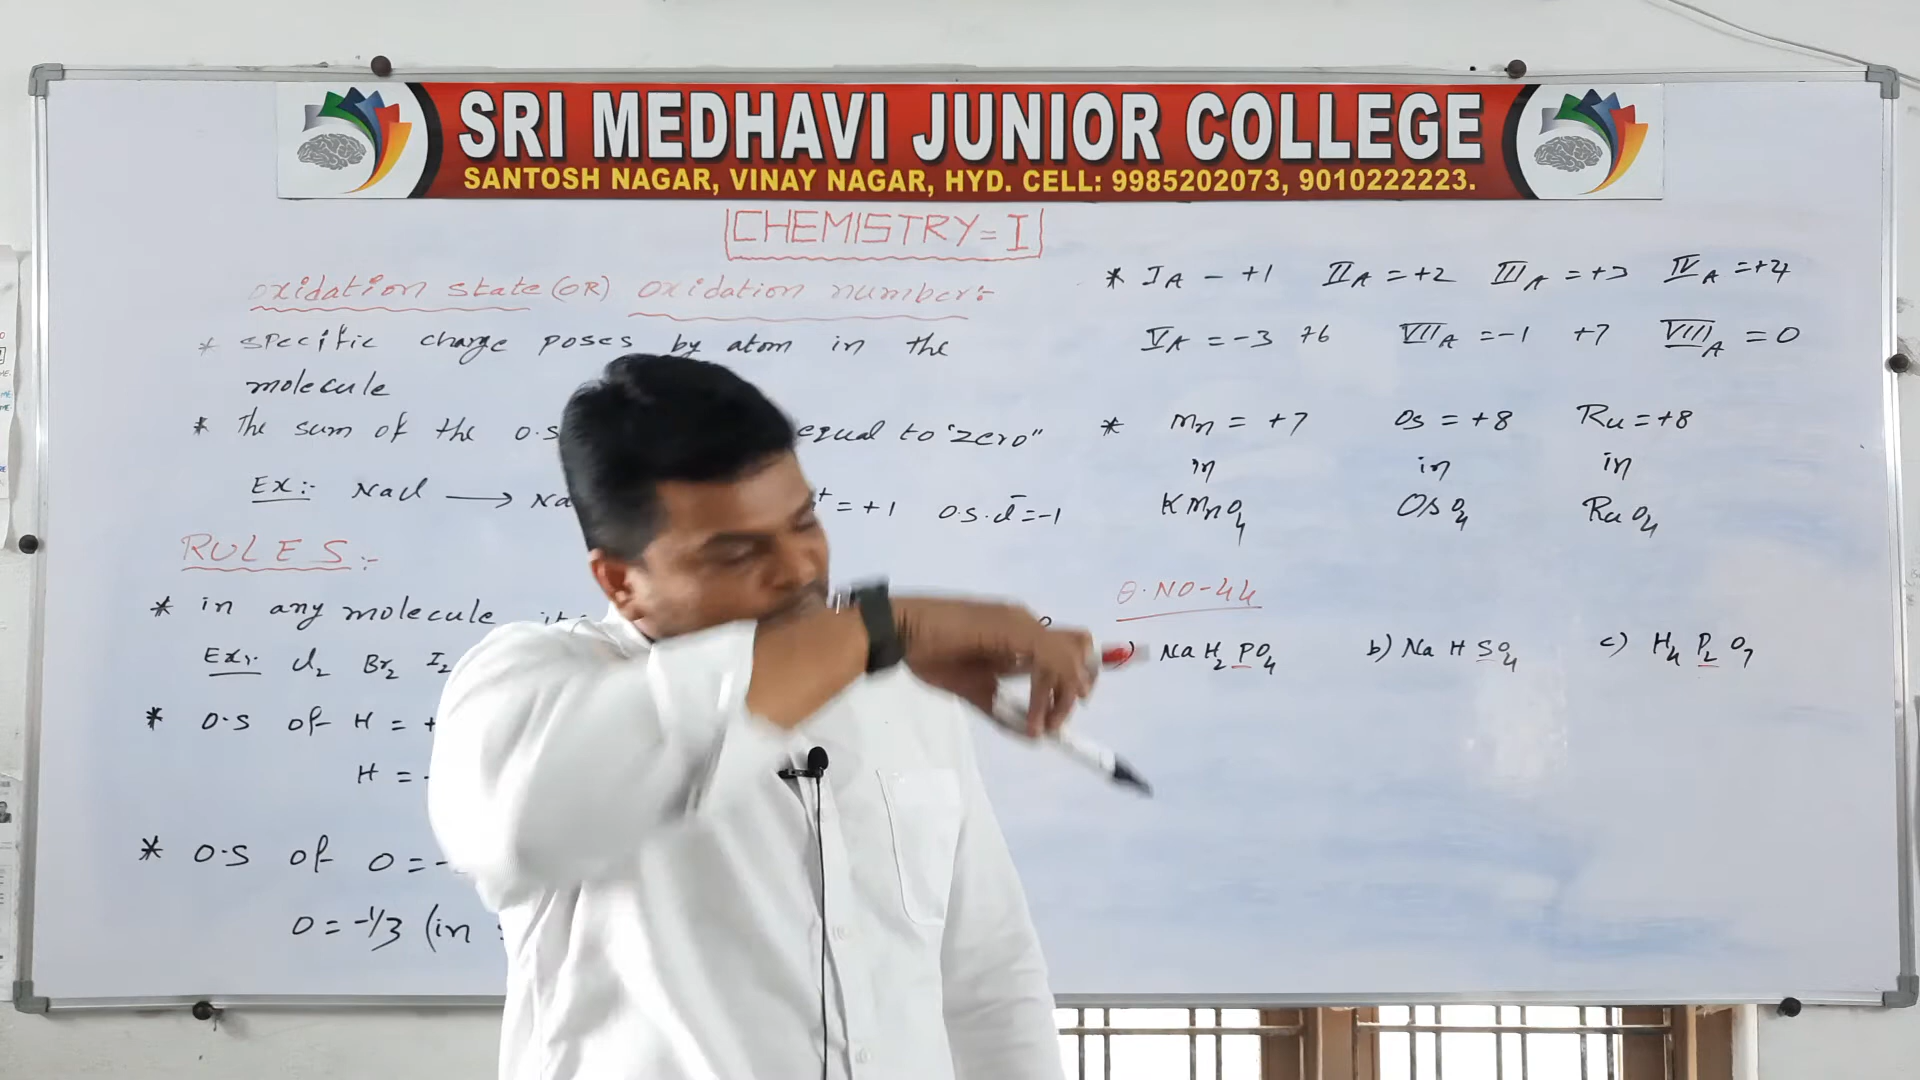 SRI MEDHAVI JUNIOR COLLEGE
SANTOSH NAGAR, VINAY NAGAR, HYD. CELL: 9985202073, 9010222223.
CHEMISTRY=I
oxidation state (OR) oxidation number:-
* specific charge poses by atom in the
molecule
* The sum of the o.s equal to "zero"
Ex:- NaCl → Na + = +1 o.s. cl⁻ = -1
RULES:-
* in any molecule
Ex:- Cl₂ Br₂ I₂
* o.s of H = +
H = -
* o.s of O = -
O = -1/3 (in
* IA - +1 IIA = +2 IIIA = +3 IVA = +4
VA = -3 +6 VIIA = -1 +7 VIIIA = 0
* Mn = +7 Os = +8 Ru = +8
in in in
KMnO₄ OsO₄ RuO₄
Q.NO-44
) NaH₂PO₄ b) NaHSO₄ c) H₄P₂O₇